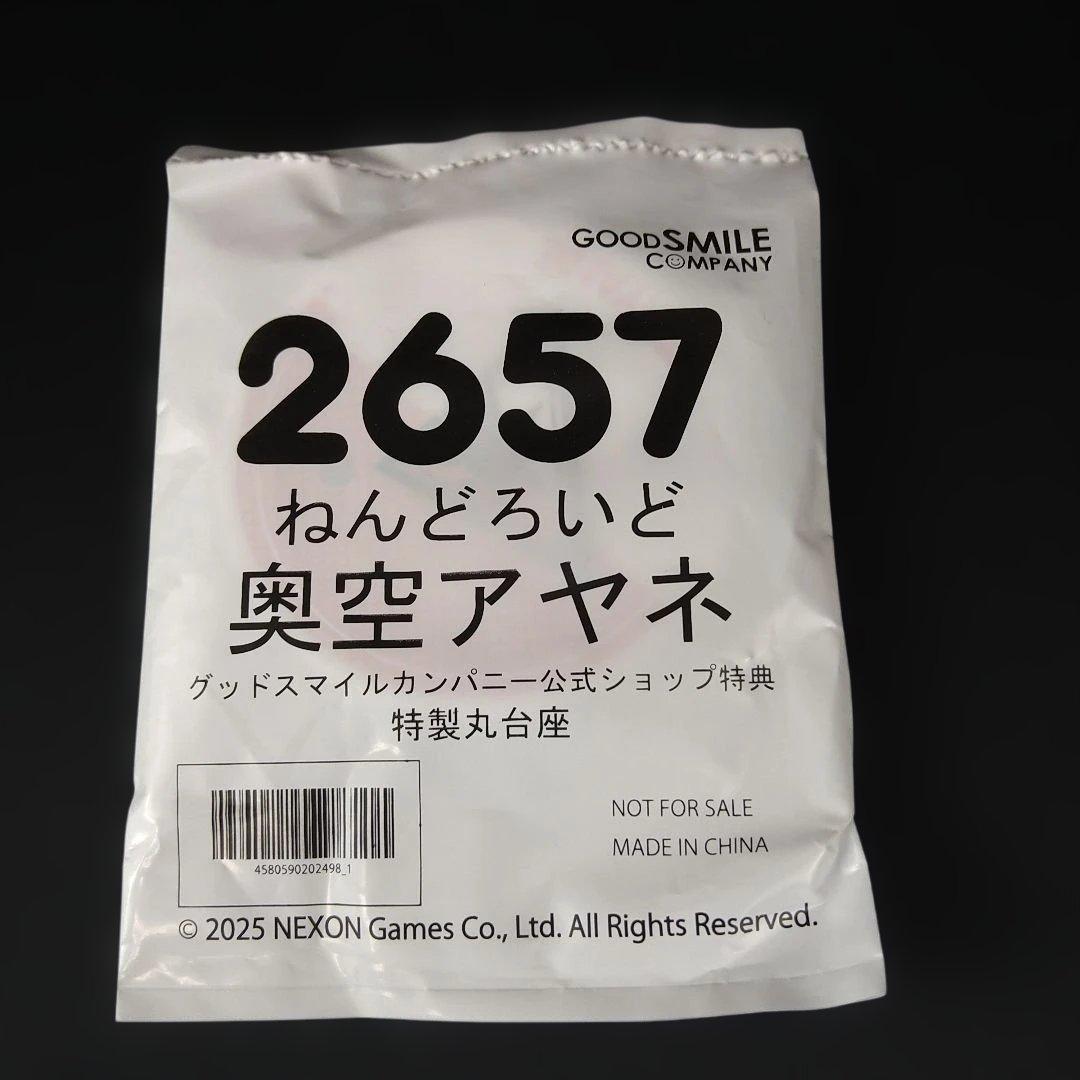 GOODSMILE
COMPANY
2657
ねんどろいど
奥空アヤネ
グッドスマイルカンパニー公式ショップ特典
特製丸台座
NOT FOR SALE
MADE IN CHINA
4580590202498_1
© 2025 NEXON Games Co., Ltd. All Rights Reserved.